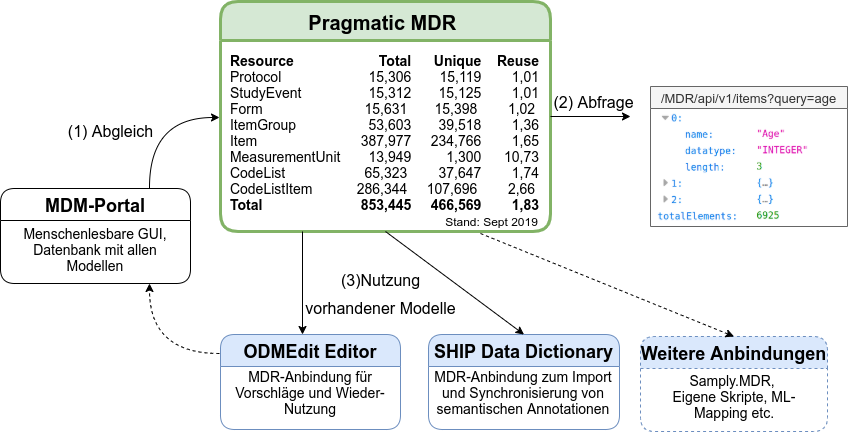 Pragmatic MDR
Resource Total Unique Reuse
Protocol 15,306 15,119 1,01
StudyEvent 15,312 15,125 1,01
Form 15,631 15,398 1,02
ItemGroup 53,603 39,518 1,36
Item 387,977 234,766 1,65
MeasurementUnit 13,949 1,300 10,73
CodeList 65,323 37,647 1,74
CodeListItem 286,344 107,696 2,66
Total 853,445 466,569 1,83
Stand: Sept 2019
(1) Abgleich
(2) Abfrage
/MDR/api/v1/items?query=age
0:
name: "Age"
datatype: "INTEGER"
length: 3
1: {…}
2: {…}
totalElements: 6925
MDM-Portal
Menschenlesbare GUI,
Datenbank mit allen
Modellen
(3)Nutzung
vorhandener Modelle
ODMEdit Editor
MDR-Anbindung für
Vorschläge und Wieder-
Nutzung
SHIP Data Dictionary
MDR-Anbindung zum Import
und Synchronisierung von
semantischen Annotationen
Weitere Anbindungen
Samply.MDR,
Eigene Skripte, ML-
Mapping etc.